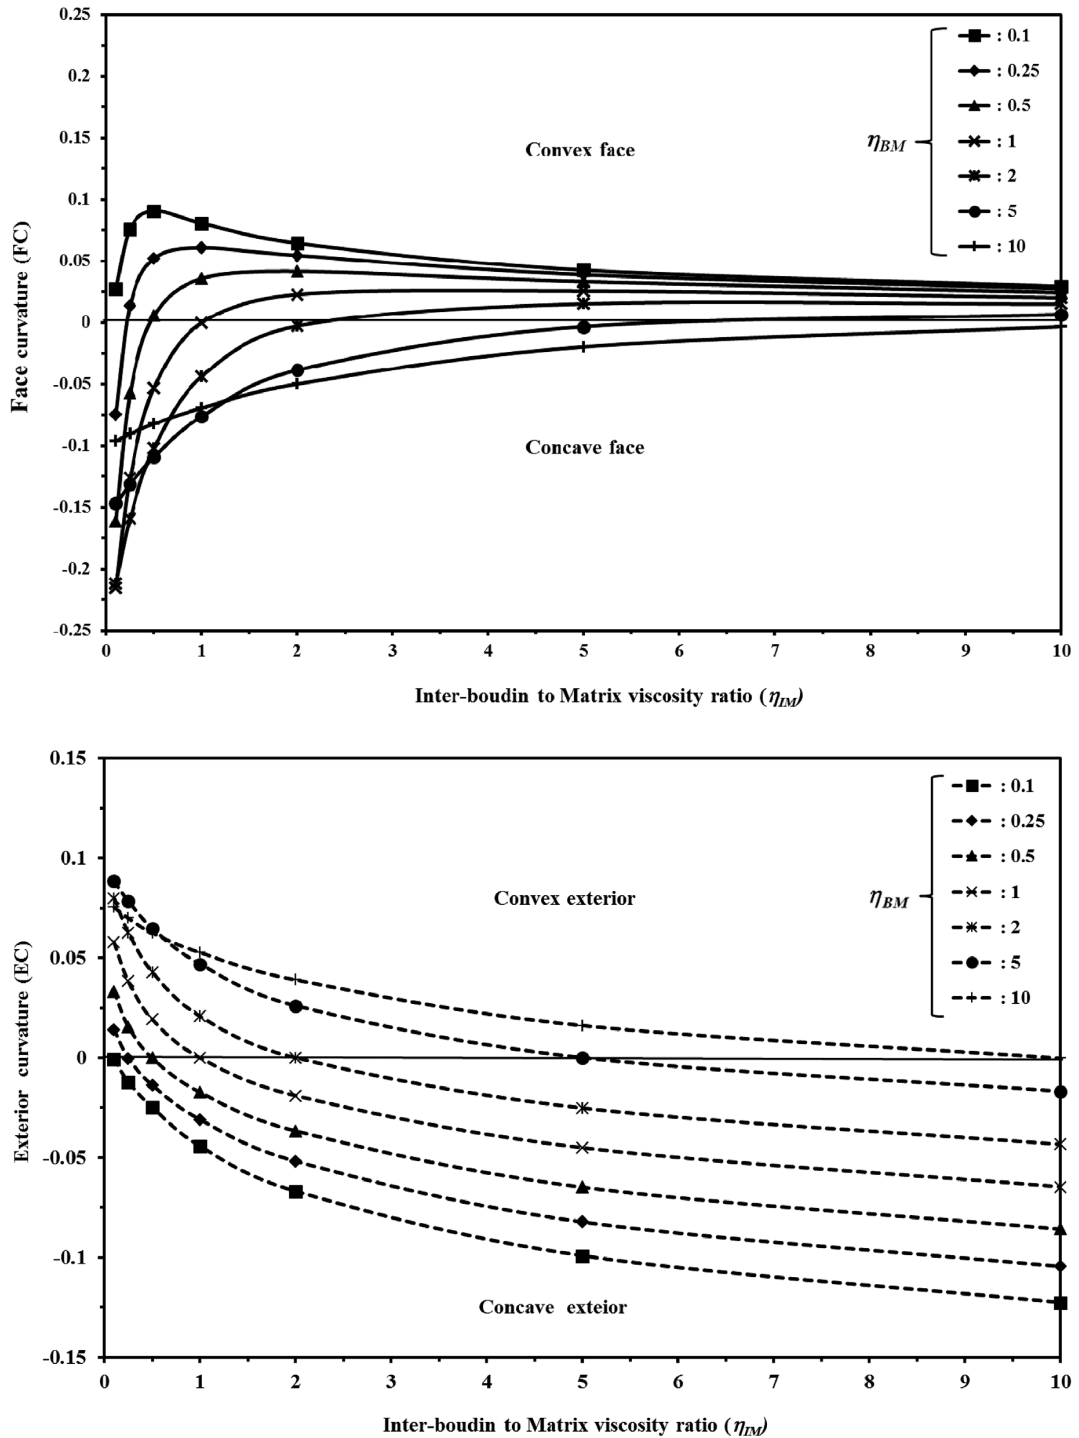 0.25
0.2
0.15
0.1
0.05
0
-0.05
-0.1
-0.15
-0.2
-0.25
Face curvature (FC)
Convex face
Concave face
ηBM
: 0.1
: 0.25
: 0.5
: 1
: 2
: 5
: 10
0 1 2 3 4 5 6 7 8 9 10
Inter-boudin to Matrix viscosity ratio (ηIM)
0.15
0.1
0.05
0
-0.05
-0.1
-0.15
Exterior curvature (EC)
Convex exterior
Concave exteior
ηBM
: 0.1
: 0.25
: 0.5
: 1
: 2
: 5
: 10
0 1 2 3 4 5 6 7 8 9 10
Inter-boudin to Matrix viscosity ratio (ηIM)